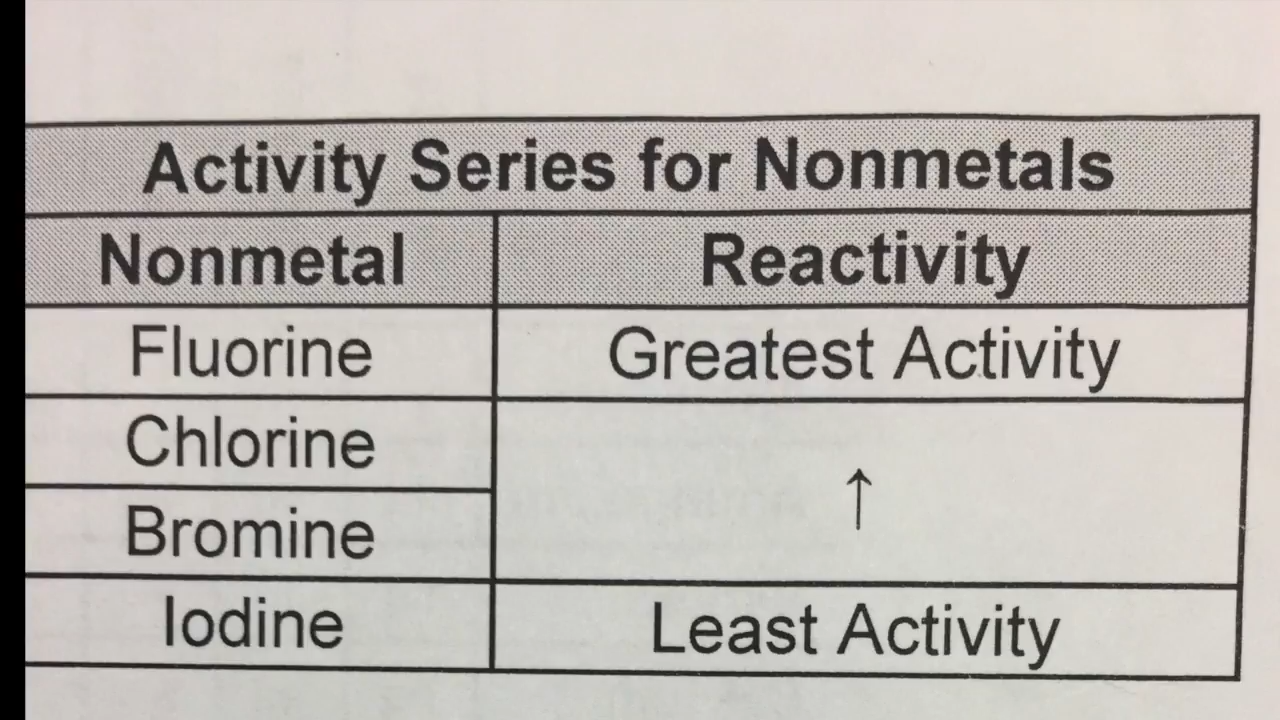 Activity Series for Nonmetals
Nonmetal Reactivity
Fluorine Greatest Activity
Chlorine
↑
Bromine
Iodine Least Activity